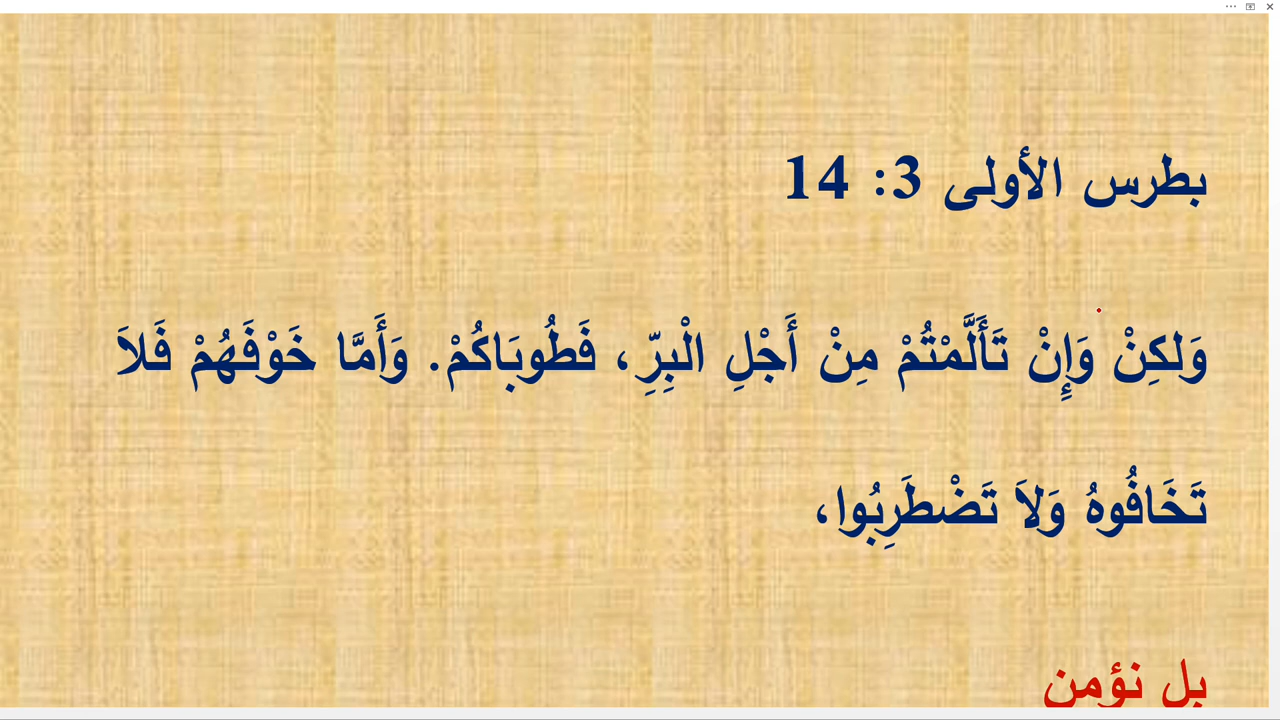 بطرس الأولى 3: 14
وَلكِنْ وَإِنْ تَأَلَّمْتُمْ مِنْ أَجْلِ الْبِرِّ، فَطُوبَاكُمْ. وَأَمَّا خَوْفَهُمْ فَلاَ
تَخَافُوهُ وَلاَ تَضْطَرِبُوا،
بل نؤمن